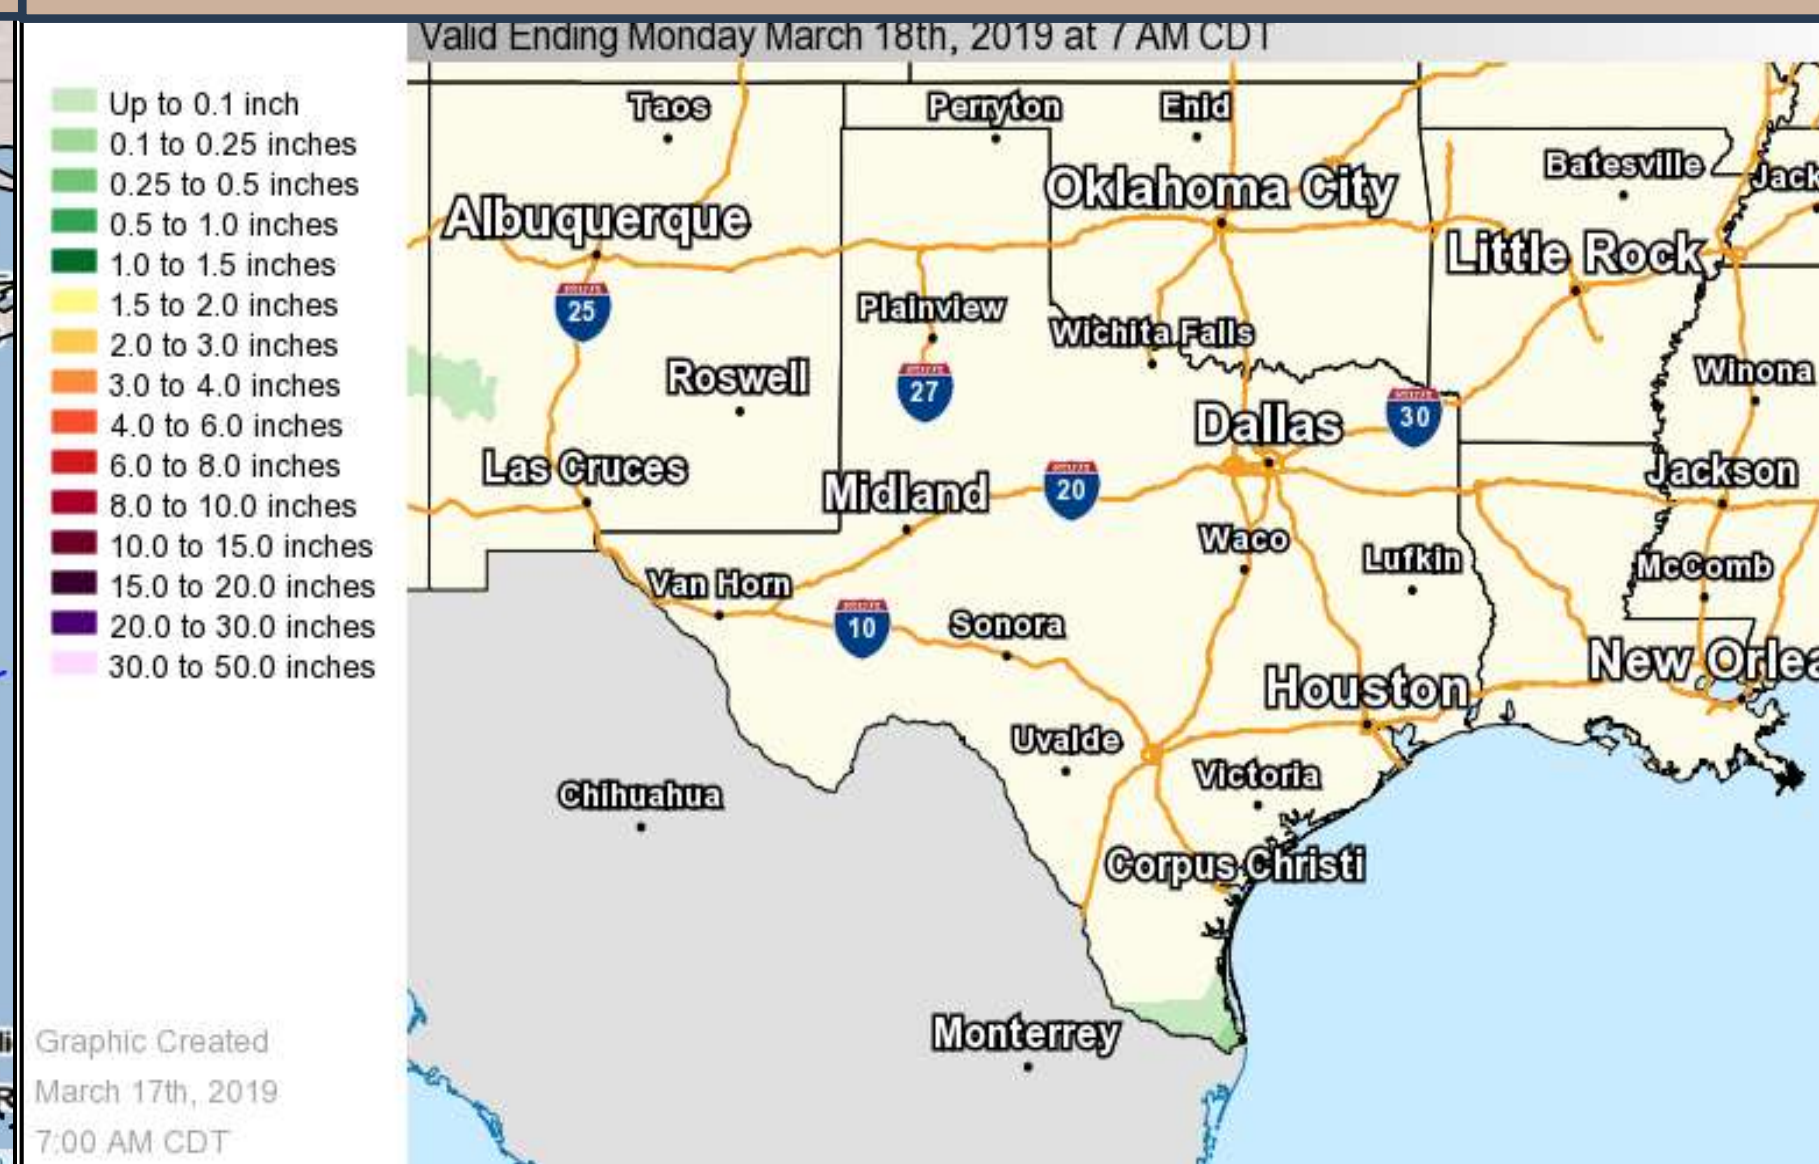 Valid Ending Monday March 18th, 2019 at 7 AM CDT
Up to 0.1 inch
0.1 to 0.25 inches
0.25 to 0.5 inches
0.5 to 1.0 inches
1.0 to 1.5 inches
1.5 to 2.0 inches
2.0 to 3.0 inches
3.0 to 4.0 inches
4.0 to 6.0 inches
6.0 to 8.0 inches
8.0 to 10.0 inches
10.0 to 15.0 inches
15.0 to 20.0 inches
20.0 to 30.0 inches
30.0 to 50.0 inches
Graphic Created
March 17th, 2019
7:00 AM CDT
Taos
Perryton
Enid
Batesville
Jack
Albuquerque
Oklahoma City
Little Rock
25
Plainview
Wichita Falls
Roswell
27
Winona
Dallas
30
Las Cruces
Midland
20
Jackson
Waco
Lufkin
McComb
Van Horn
10
Sonora
New Orlea
Houston
Uvalde
Victoria
Chihuahua
Corpus Christi
Monterrey